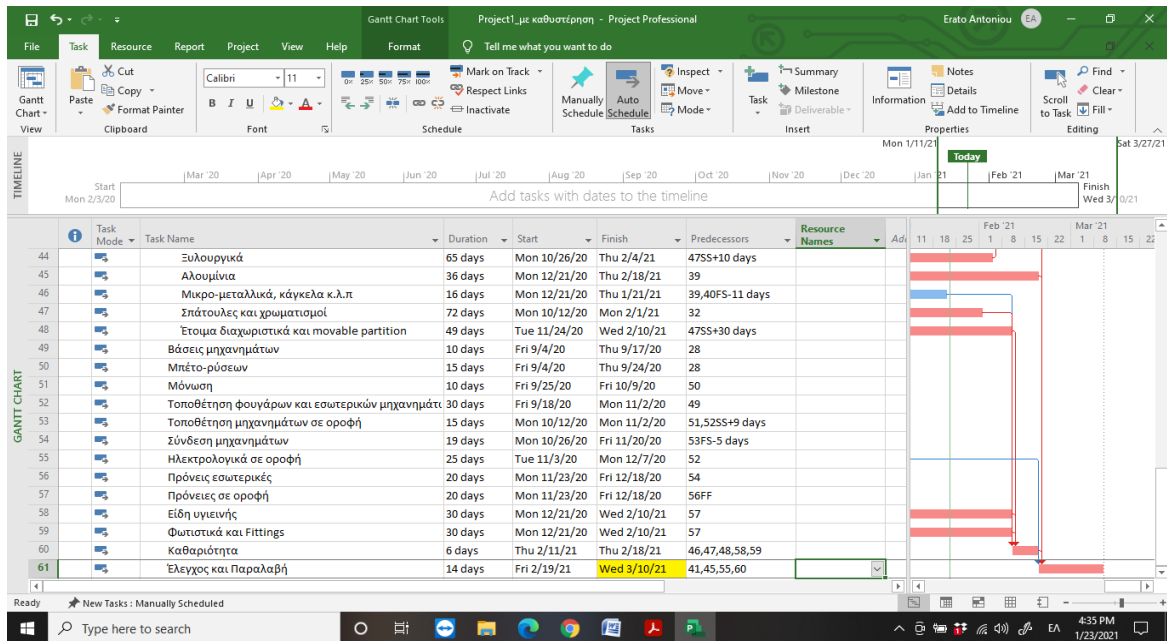 Gantt Chart Tools Project1_με καθυστέρηση - Project Professional Erato Antoniou EA
File Task Resource Report Project View Help Format Tell me what you want to do
Gantt Chart
View
Paste
Cut
Copy
Format Painter
Clipboard
Calibri 11
B I U A
Font
0× 25× 50× 75× 100×
Mark on Track
Respect Links
Inactivate
Schedule
Manually Schedule
Auto Schedule
Inspect
Move
Mode
Tasks
Task
Summary
Milestone
Deliverable
Insert
Information
Notes
Details
Add to Timeline
Properties
Scroll to Task
Find
Clear
Fill
Editing
TIMELINE
Mon 1/11/21 Sat 3/27/21
Today
Mar '20 Apr '20 May '20 Jun '20 Jul '20 Aug '20 Sep '20 Oct '20 Nov '20 Dec '20 Jan '21 Feb '21 Mar '21
Start
Mon 2/3/20
Add tasks with dates to the timeline
Finish
Wed 3/10/21
GANTT CHART
Task Mode Task Name Duration Start Finish Predecessors Resource Names Add
Feb '21 Mar '21
11 18 25 1 8 15 22 1 8 15 22
44 Ξυλουργικά 65 days Mon 10/26/20 Thu 2/4/21 47SS+10 days
45 Αλουμίνια 36 days Mon 12/21/20 Thu 2/18/21 39
46 Μικρο-μεταλλικά, κάγκελα κ.λ.π 16 days Mon 12/21/20 Thu 1/21/21 39,40FS-11 days
47 Σπάτουλες και χρωματισμοί 72 days Mon 10/12/20 Mon 2/1/21 32
48 Έτοιμα διαχωριστικά και movable partition 49 days Tue 11/24/20 Wed 2/10/21 47SS+30 days
49 Βάσεις μηχανημάτων 10 days Fri 9/4/20 Thu 9/17/20 28
50 Μπέτο-ρύσεων 15 days Fri 9/4/20 Thu 9/24/20 28
51 Μόνωση 10 days Fri 9/25/20 Fri 10/9/20 50
52 Τοποθέτηση φουγάρων και εσωτερικών μηχανημάτω 30 days Fri 9/18/20 Mon 11/2/20 49
53 Τοποθέτηση μηχανημάτων σε οροφή 15 days Mon 10/12/20 Mon 11/2/20 51,52SS+9 days
54 Σύνδεση μηχανημάτων 19 days Mon 10/26/20 Fri 11/20/20 53FS-5 days
55 Ηλεκτρολογικά σε οροφή 25 days Tue 11/3/20 Mon 12/7/20 52
56 Πρόνεις εσωτερικές 20 days Mon 11/23/20 Fri 12/18/20 54
57 Πρόνειες σε οροφή 20 days Mon 11/23/20 Fri 12/18/20 56FF
58 Είδη υγιεινής 30 days Mon 12/21/20 Wed 2/10/21 57
59 Φωτιστικά και Fittings 30 days Mon 12/21/20 Wed 2/10/21 57
60 Καθαριότητα 6 days Thu 2/11/21 Thu 2/18/21 46,47,48,58,59
61 Έλεγχος και Παραλαβή 14 days Fri 2/19/21 Wed 3/10/21 41,45,55,60
Ready New Tasks : Manually Scheduled
Type here to search
ΕΛ 4:35 PM
1/23/2021